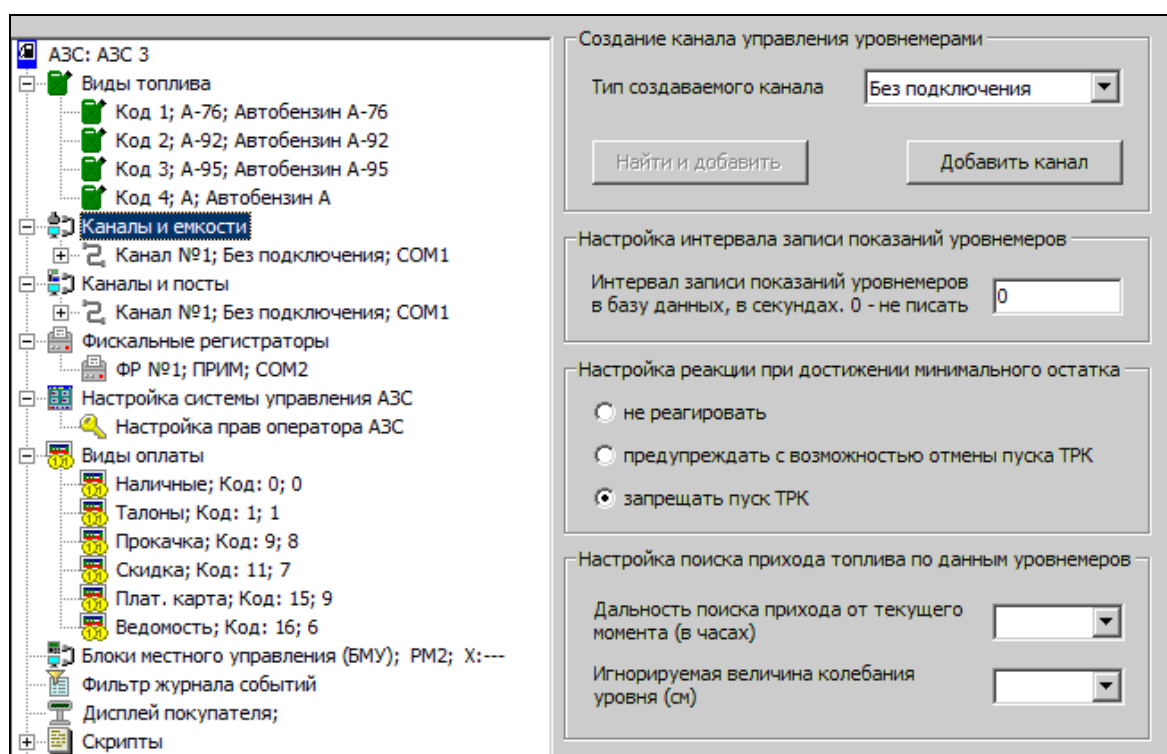 АЗС: АЗС 3
Виды топлива
Код 1; А-76; Автобензин А-76
Код 2; А-92; Автобензин А-92
Код 3; А-95; Автобензин А-95
Код 4; А; Автобензин А
Каналы и емкости
Канал №1; Без подключения; COM1
Каналы и посты
Канал №1; Без подключения; COM1
Фискальные регистраторы
ФР №1; ПРИМ; COM2
Настройка системы управления АЗС
Настройка прав оператора АЗС
Виды оплаты
Наличные; Код: 0; 0
Талоны; Код: 1; 1
Прокачка; Код: 9; 8
Скидка; Код: 11; 7
Плат. карта; Код: 15; 9
Ведомость; Код: 16; 6
Блоки местного управления (БМУ); PM2; X:---
Фильтр журнала событий
Дисплей покупателя;
Скрипты
Создание канала управления уровнемерами
Тип создаваемого канала
Без подключения
Найти и добавить
Добавить канал
Настройка интервала записи показаний уровнемеров
Интервал записи показаний уровнемеров
в базу данных, в секундах. 0 - не писать
0
Настройка реакции при достижении минимального остатка
не реагировать
предупреждать с возможностью отмены пуска ТРК
запрещать пуск ТРК
Настройка поиска прихода топлива по данным уровнемеров
Дальность поиска прихода от текущего
момента (в часах)
Игнорируемая величина колебания
уровня (см)